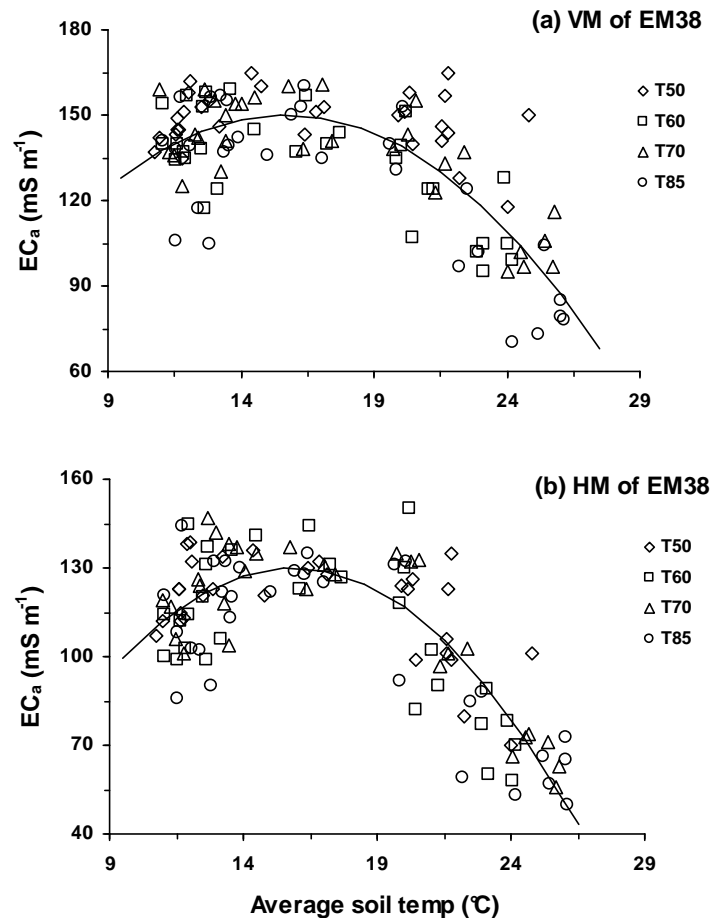 (a) VM of EM38
180
150
120
90
60
ECa (mS m-1)
T50
T60
T70
T85
9 14 19 24 29
(b) HM of EM38
160
130
100
70
40
ECa (mS m-1)
T50
T60
T70
T85
9 14 19 24 29
Average soil temp (°C)